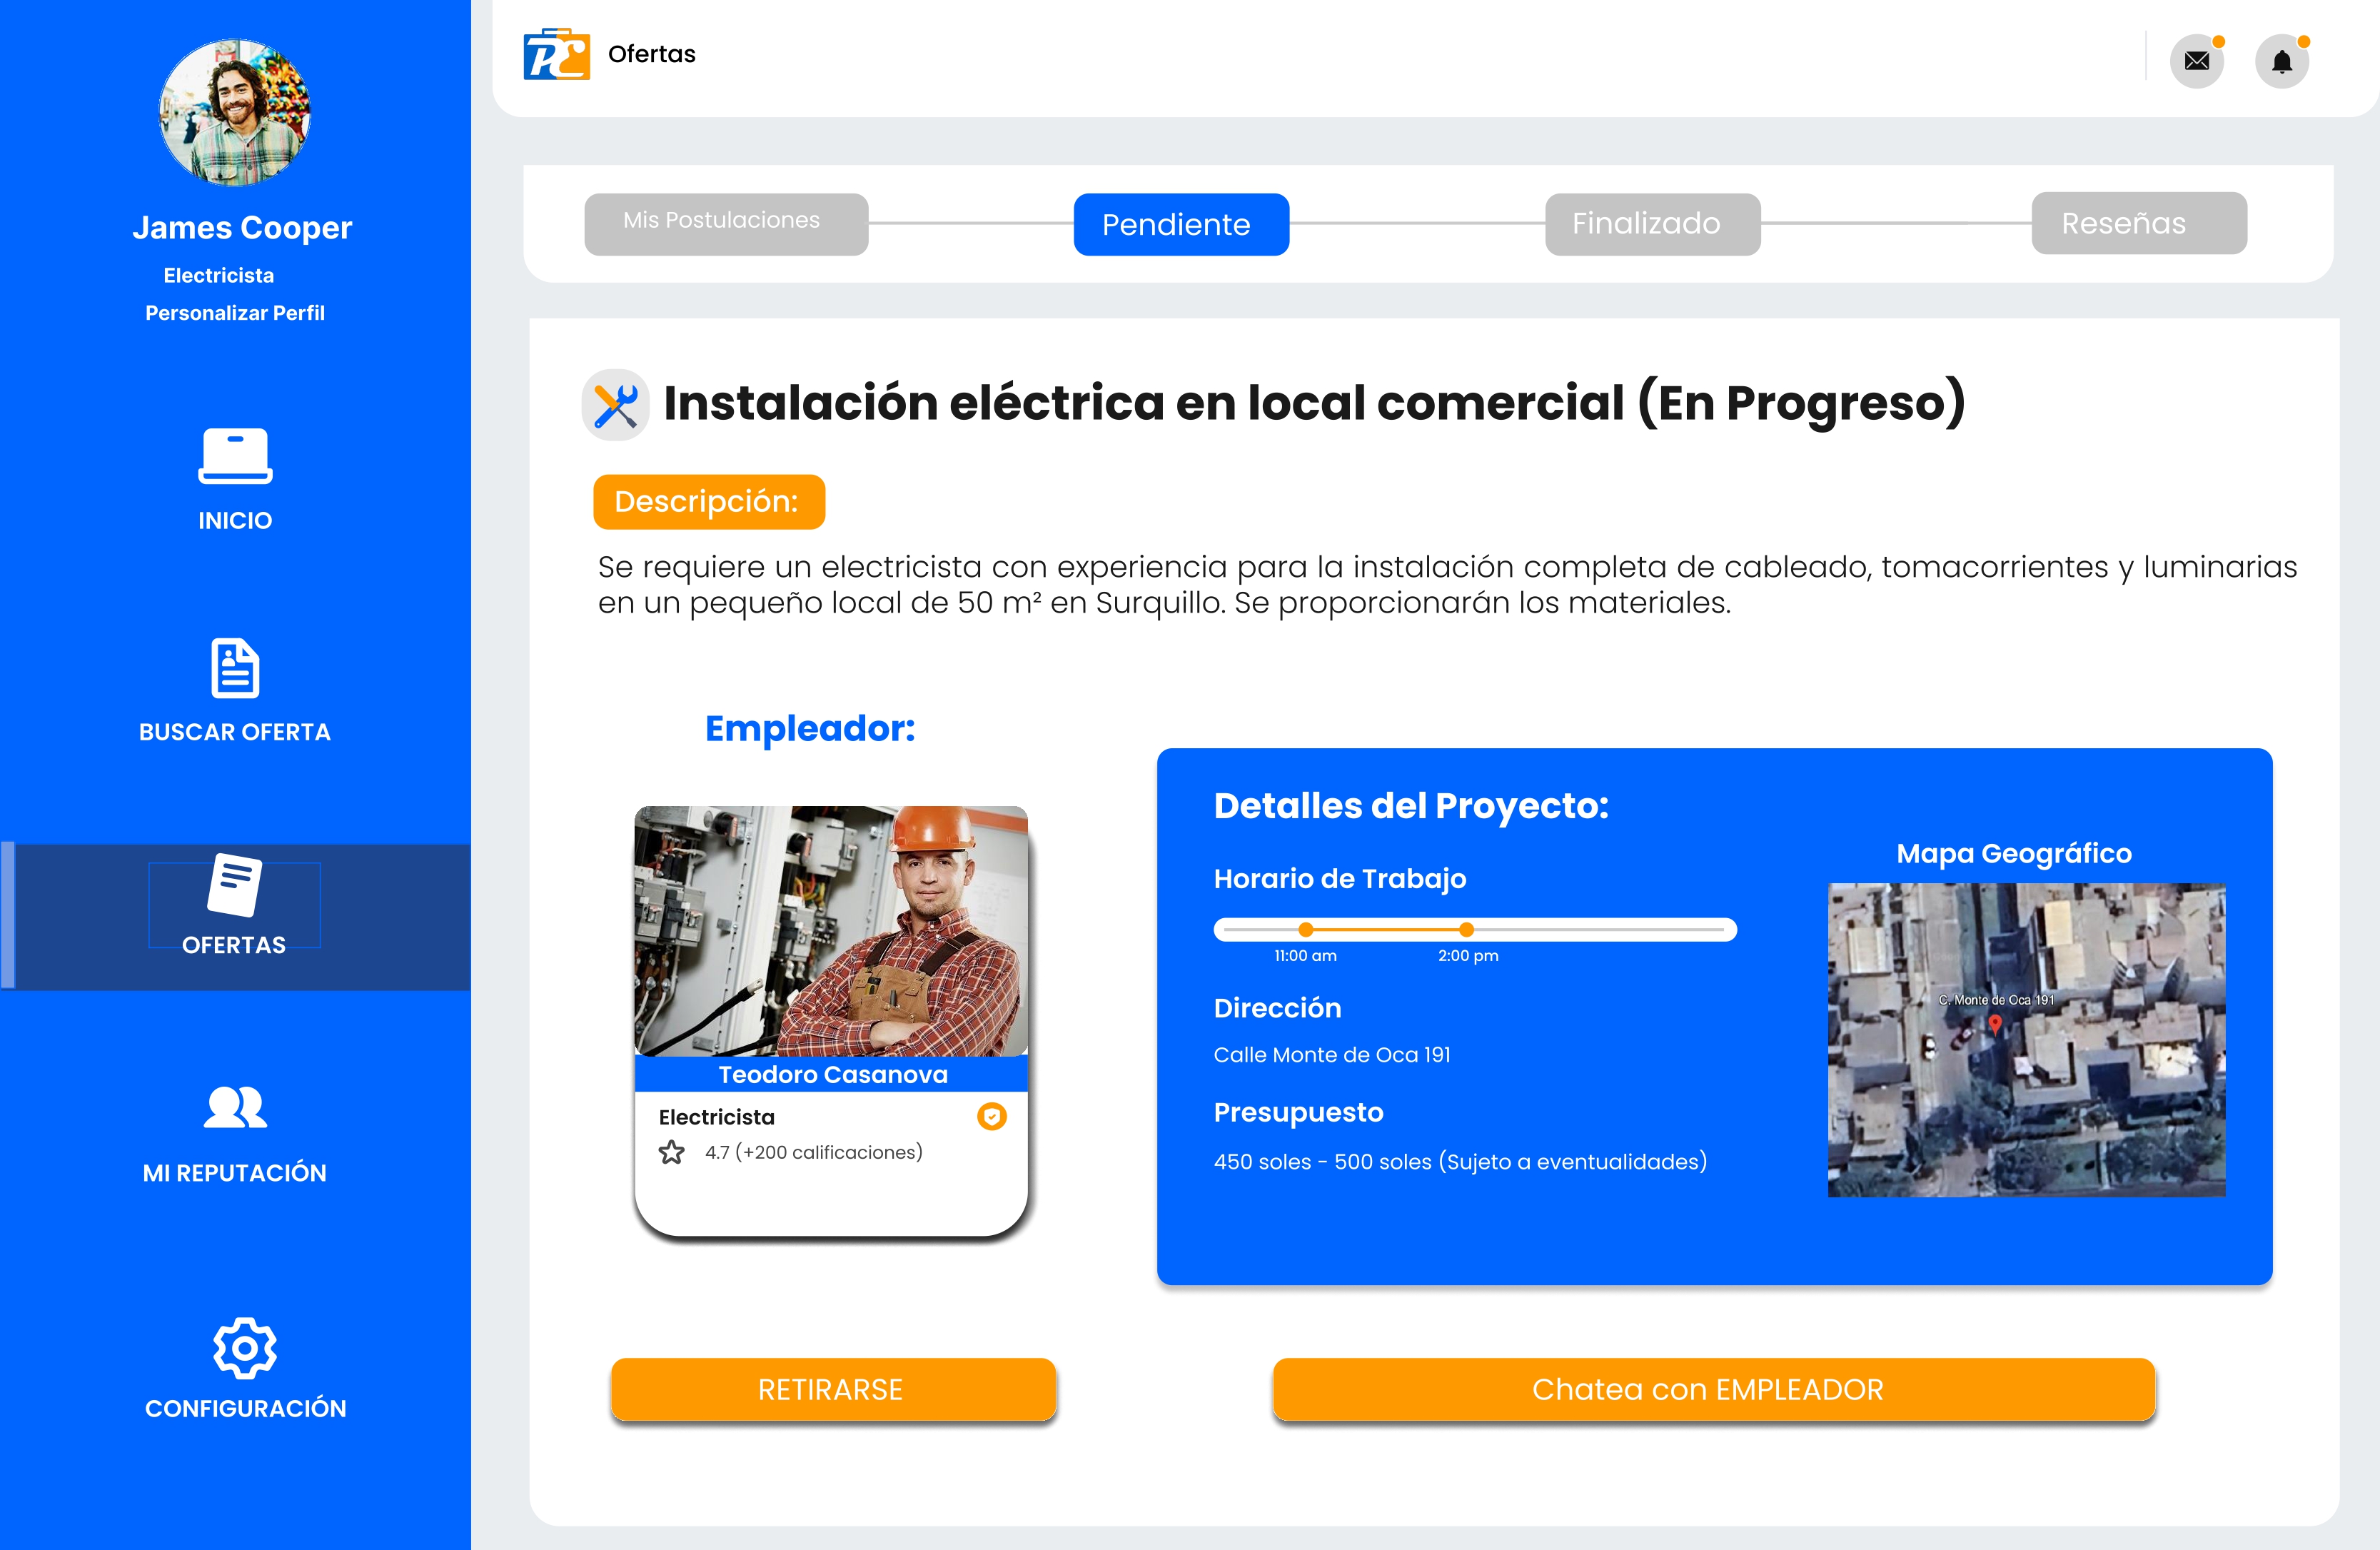 James Cooper
Electricista
Personalizar Perfil
INICIO
BUSCAR OFERTA
OFERTAS
MI REPUTACIÓN
CONFIGURACIÓN
Ofertas
Mis Postulaciones
Pendiente
Finalizado
Reseñas
Instalación eléctrica en local comercial (En Progreso)
Descripción:
Se requiere un electricista con experiencia para la instalación completa de cableado, tomacorrientes y luminarias
en un pequeño local de 50 m² en Surquillo. Se proporcionarán los materiales.
Empleador:
Teodoro Casanova
Electricista
4.7 (+200 calificaciones)
Detalles del Proyecto:
Horario de Trabajo
11:00 am
2:00 pm
Dirección
Calle Monte de Oca 191
Presupuesto
450 soles - 500 soles (Sujeto a eventualidades)
Mapa Geográfico
C. Monte de Oca 191
RETIRARSE
Chatea con EMPLEADOR